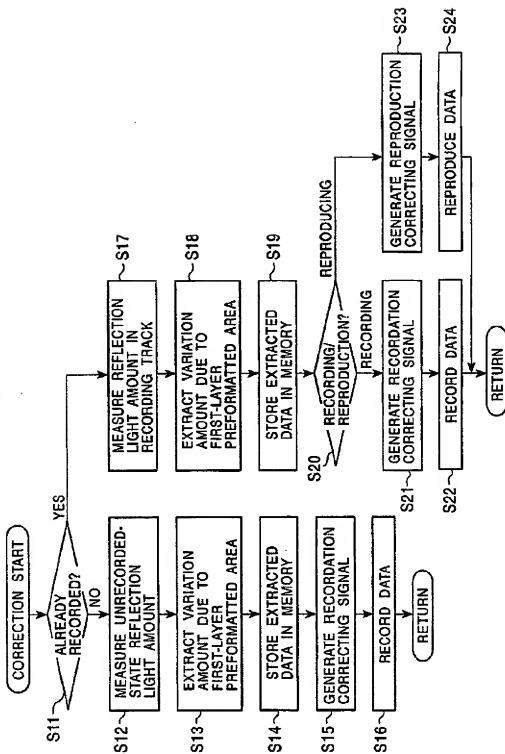 CORRECTION START
S11
ALREADY
RECORDED?
YES
NO
S12
MEASURE UNRECORDED-
STATE REFLECTION
LIGHT AMOUNT
S13
EXTRACT VARIATION
AMOUNT DUE TO
FIRST-LAYER
PREFORMATTED AREA
S14
STORE EXTRACTED
DATA IN MEMORY
S15
GENERATE RECORDATION
CORRECTING SIGNAL
S16
RECORD DATA
RETURN
S17
MEASURE REFLECTION
LIGHT AMOUNT IN
RECORDING TRACK
S18
EXTRACT VARIATION
AMOUNT DUE TO
FIRST-LAYER
PREFORMATTED AREA
S19
STORE EXTRACTED
DATA IN MEMORY
S20
RECORDING/
REPRODUCTION?
REPRODUCING
RECORDING
S21
GENERATE RECORDATION
CORRECTING SIGNAL
S22
RECORD DATA
S23
GENERATE REPRODUCTION
CORRECTING SIGNAL
S24
REPRODUCE DATA
RETURN